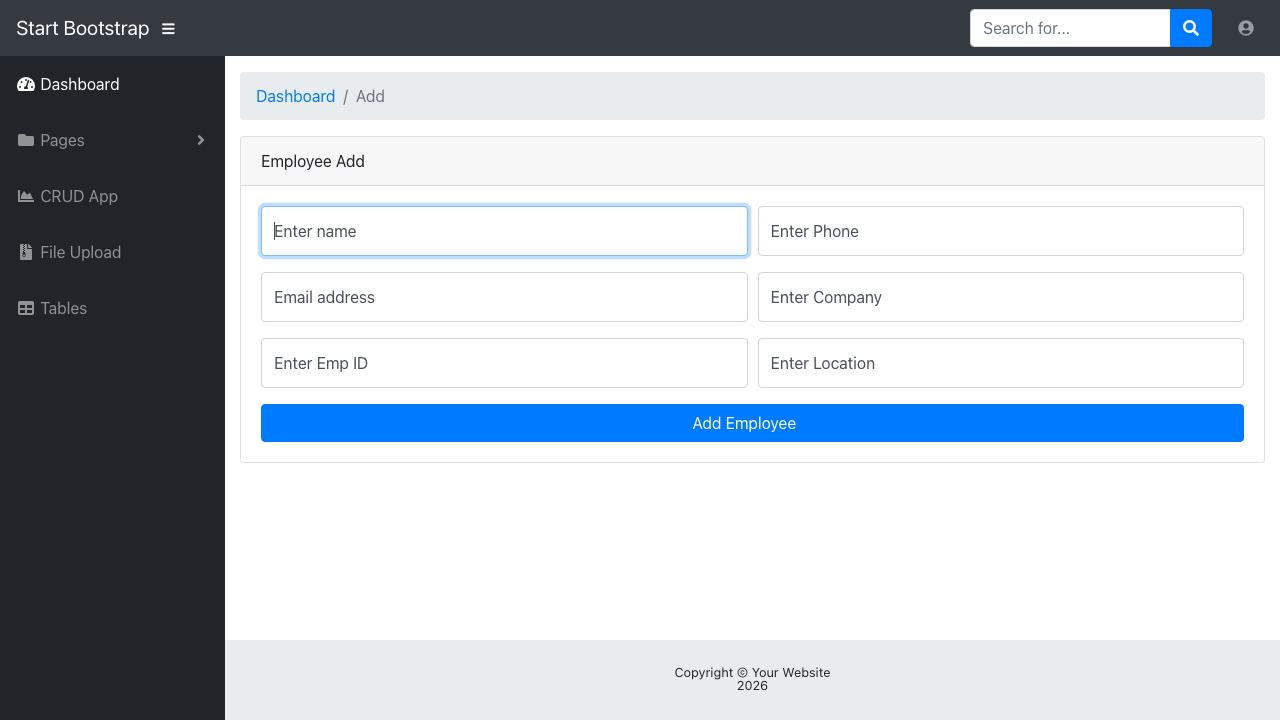 Start Bootstrap
Search for...
Dashboard
Pages
CRUD App
File Upload
Tables
Dashboard / Add
Employee Add
Enter name
Enter Phone
Email address
Enter Company
Enter Emp ID
Enter Location
Add Employee
Copyright © Your Website
2026